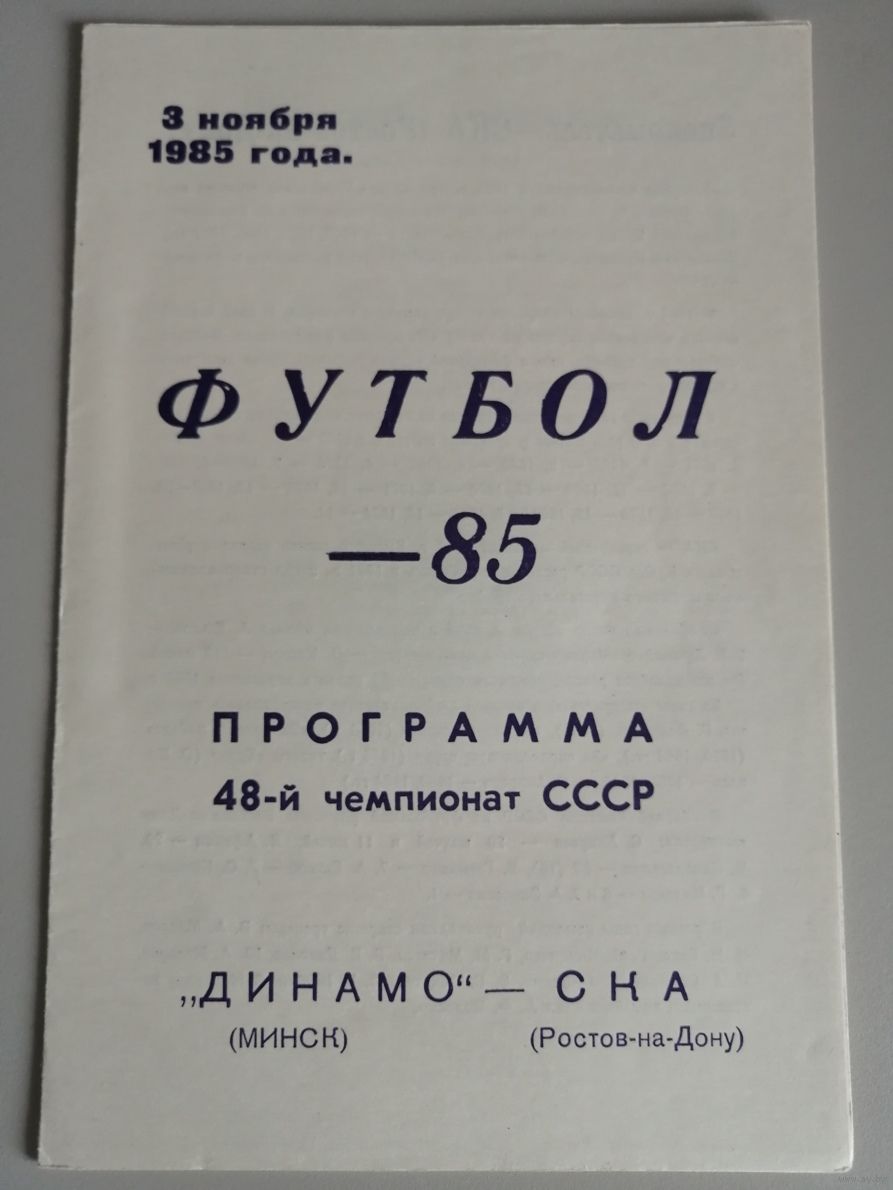 3 ноября
1985 года.
ФУТБОЛ
—85
ПРОГРАММА
48-й чемпионат СССР
„ДИНАМО“ — СКА
(МИНСК) (Ростов-на-Дону)